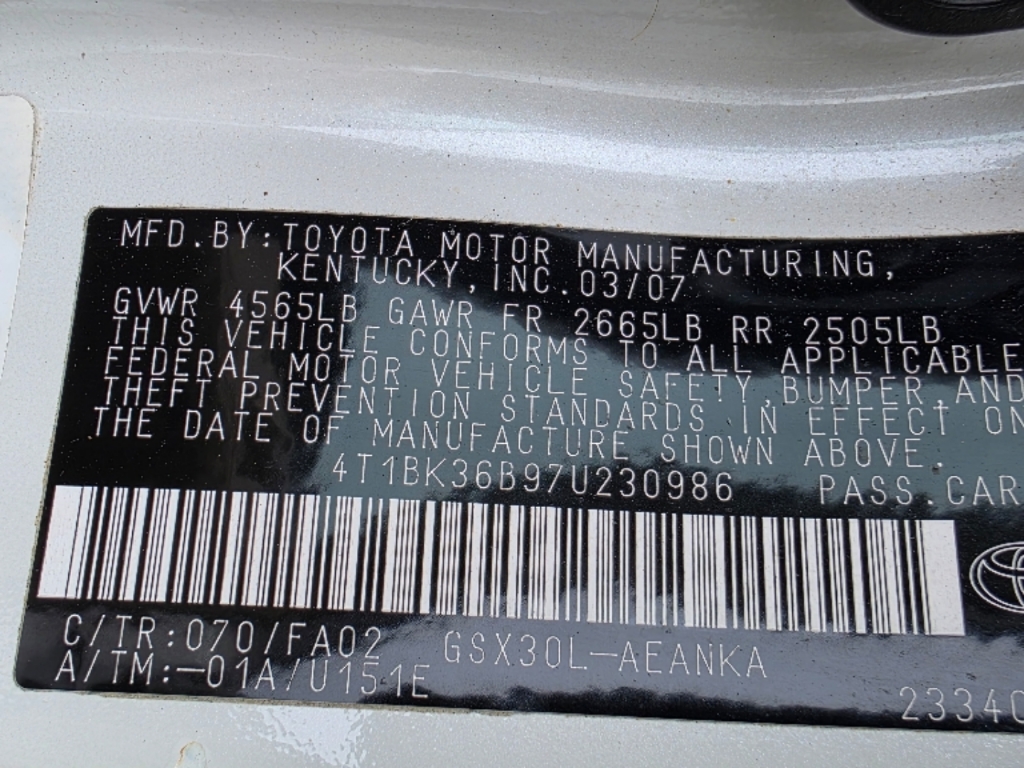 MFD.BY:TOYOTA MOTOR MANUFACTURING,
KENTUCKY, INC. 03/07
GVWR 4565LB GAWR FR 2665LB RR 2505LB
THIS VEHICLE CONFORMS TO ALL APPLICABLE
FEDERAL MOTOR VEHICLE SAFETY, BUMPER, AND
THEFT PREVENTION STANDARDS IN EFFECT ON
THE DATE OF MANUFACTURE SHOWN ABOVE.
4T1BK36B97U230986 PASS.CAR
C/TR:070/FA02 GSX30L-AEANKA
A/TM:-01A/U151E
2334